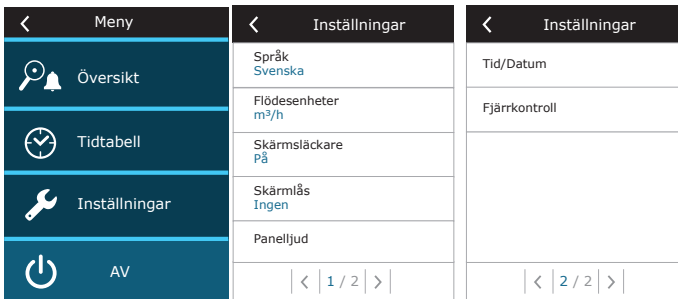 Meny
Översikt
Tidtabell
Inställningar
AV
Inställningar
Språk
Svenska
Flödesenheter
m³/h
Skärmsläckare
På
Skärmlås
Ingen
Panelljud
1 / 2
Inställningar
Tid/Datum
Fjärrkontroll
2 / 2